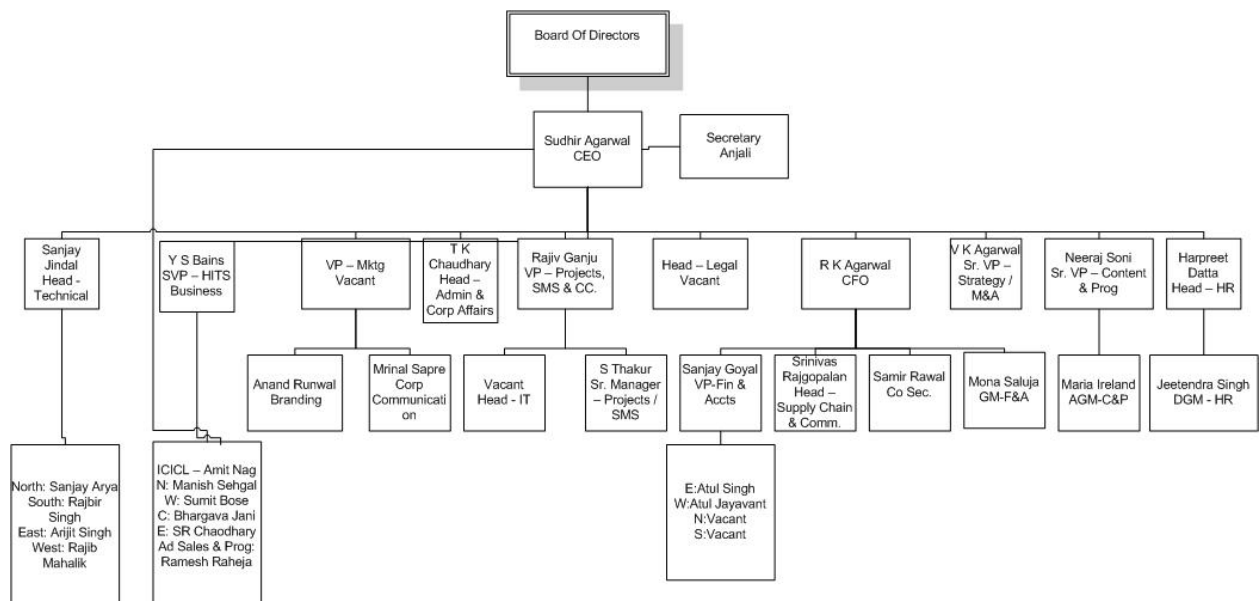 Board Of Directors
Sudhir Agarwal
CEO
Secretary
Anjali
Sanjay
Jindal
Head -
Technical
Y S Bains
SVP – HITS
Business
VP – Mktg
Vacant
T K
Chaudhary
Head –
Admin &
Corp Affairs
Rajiv Ganju
VP – Projects,
SMS & CC.
Head – Legal
Vacant
R K Agarwal
CFO
V K Agarwal
Sr. VP –
Strategy /
M&A
Neeraj Soni
Sr. VP – Content
& Prog
Harpreet
Datta
Head – HR
Anand Runwal
Branding
Mrinal Sapre
Corp
Communicati
on
Vacant
Head - IT
S Thakur
Sr. Manager
– Projects /
SMS
Sanjay Goyal
VP-Fin &
Accts
Srinivas
Rajgopalan
Head –
Supply Chain
& Comm.
Samir Rawal
Co Sec.
Mona Saluja
GM-F&A
Maria Ireland
AGM-C&P
Jeetendra Singh
DGM - HR
North: Sanjay Arya
South: Rajbir
Singh
East: Arijit Singh
West: Rajib
Mahalik
ICICL – Amit Nag
N: Manish Sehgal
W: Sumit Bose
C: Bhargava Jani
E: SR Chaodhary
Ad Sales & Prog:
Ramesh Raheja
E:Atul Singh
W:Atul Jayavant
N:Vacant
S:Vacant